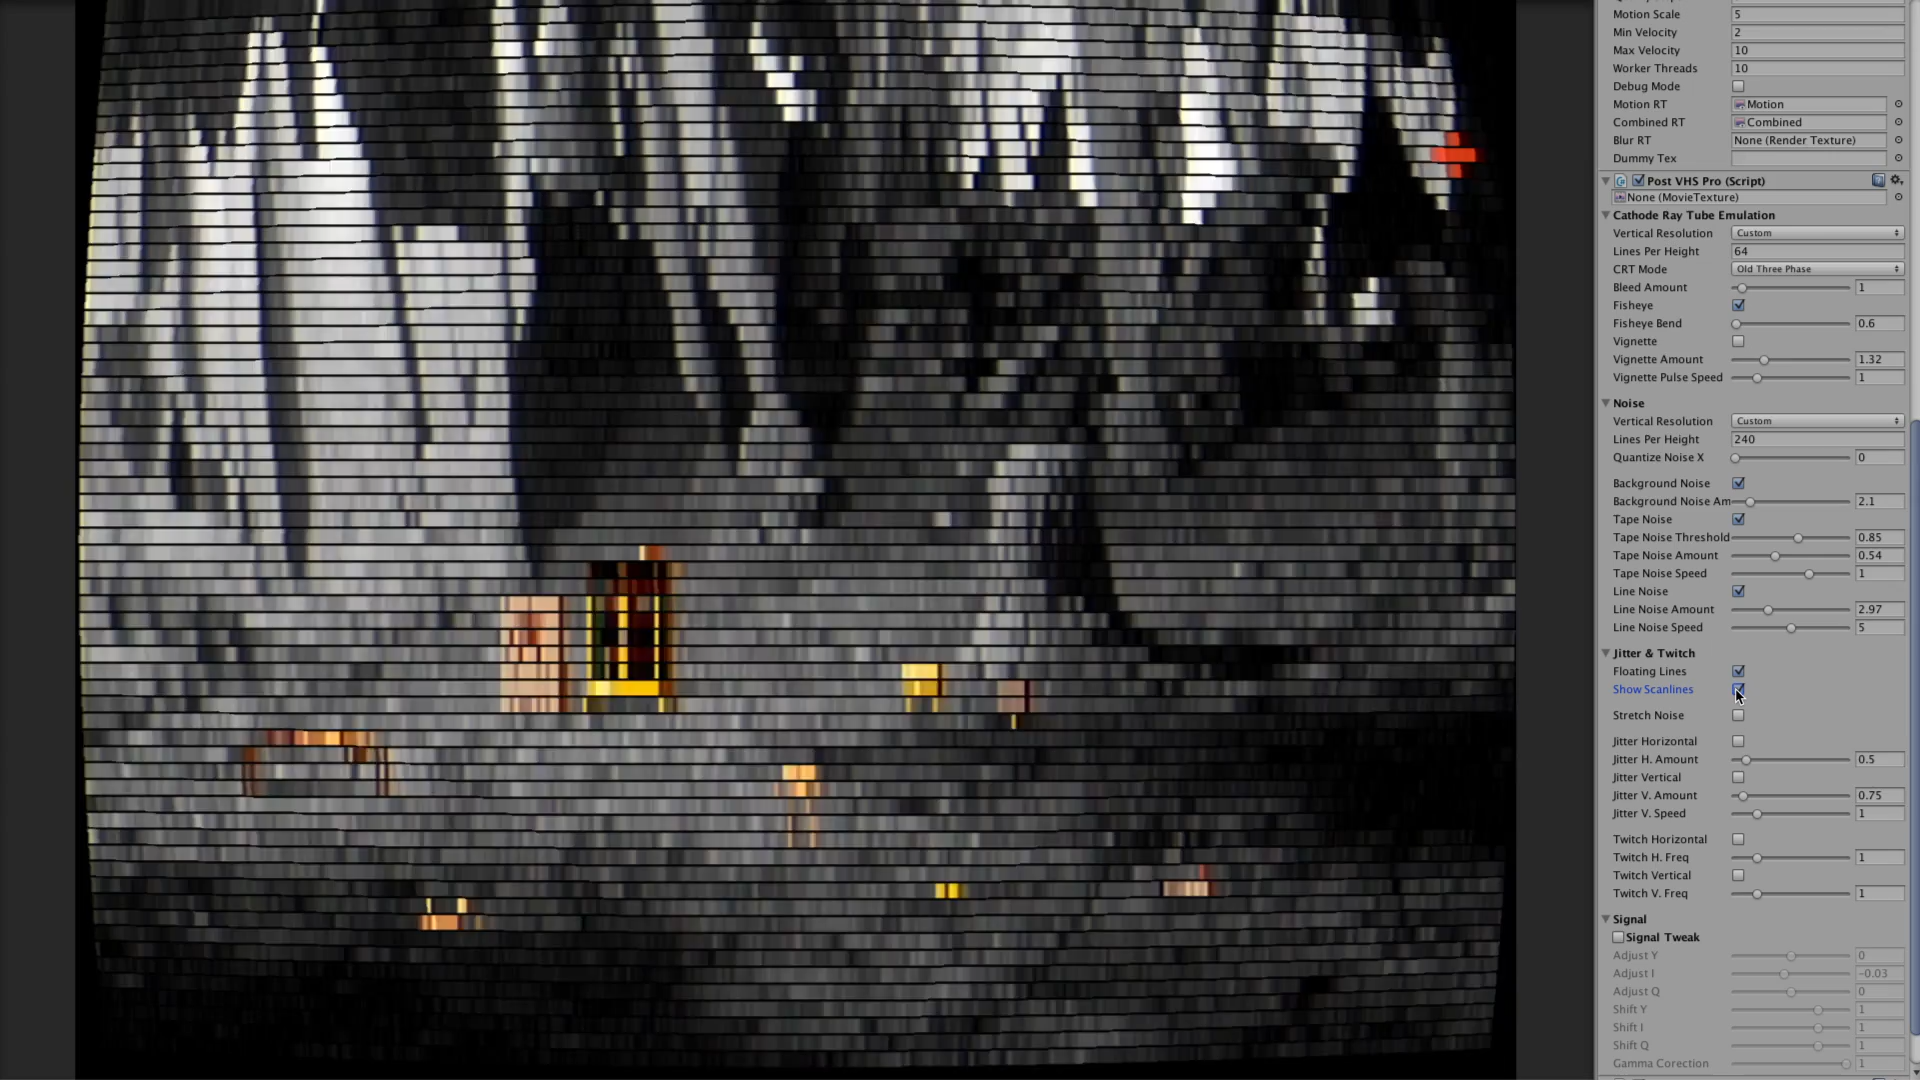 Motion Scale 5
Min Velocity 2
Max Velocity 10
Worker Threads 10
Debug Mode
Motion RT Motion
Combined RT Combined
Blur RT None (Render Texture)
Dummy Tex
Post VHS Pro (Script)
None (MovieTexture)
Cathode Ray Tube Emulation
Vertical Resolution Custom
Lines Per Height 64
CRT Mode Old Three Phase
Bleed Amount 1
Fisheye
Fisheye Bend 0.6
Vignette
Vignette Amount 1.32
Vignette Pulse Speed 1
Noise
Vertical Resolution Custom
Lines Per Height 240
Quantize Noise X 0
Background Noise
Background Noise Am 2.1
Tape Noise
Tape Noise Threshold 0.85
Tape Noise Amount 0.54
Tape Noise Speed 1
Line Noise
Line Noise Amount 2.97
Line Noise Speed 5
Jitter & Twitch
Floating Lines
Show Scanlines
Stretch Noise
Jitter Horizontal
Jitter H. Amount 0.5
Jitter Vertical
Jitter V. Amount 0.75
Jitter V. Speed 1
Twitch Horizontal
Twitch H. Freq 1
Twitch Vertical
Twitch V. Freq 1
Signal
Signal Tweak
Adjust Y 0
Adjust I -0.03
Adjust Q 0
Shift Y 1
Shift I 1
Shift Q 1
Gamma Corection 1